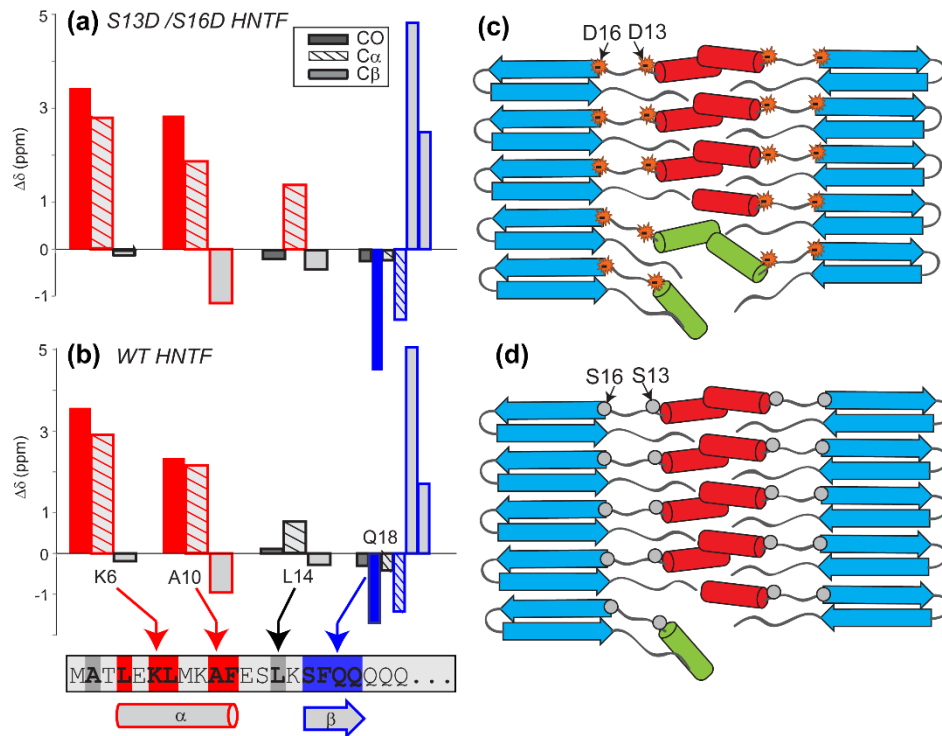 (a) S13D /S16D HNTF
CO
Cα
Cβ
Δδ (ppm)
5
3
1
0
-1
(b) WT HNTF
Δδ (ppm)
5
3
1
0
-1
K6
A10
L14
Q18
MATLEKLMKAFESLKSFQQQQQ...
α
β
(c)
D16 D13
(d)
S16 S13